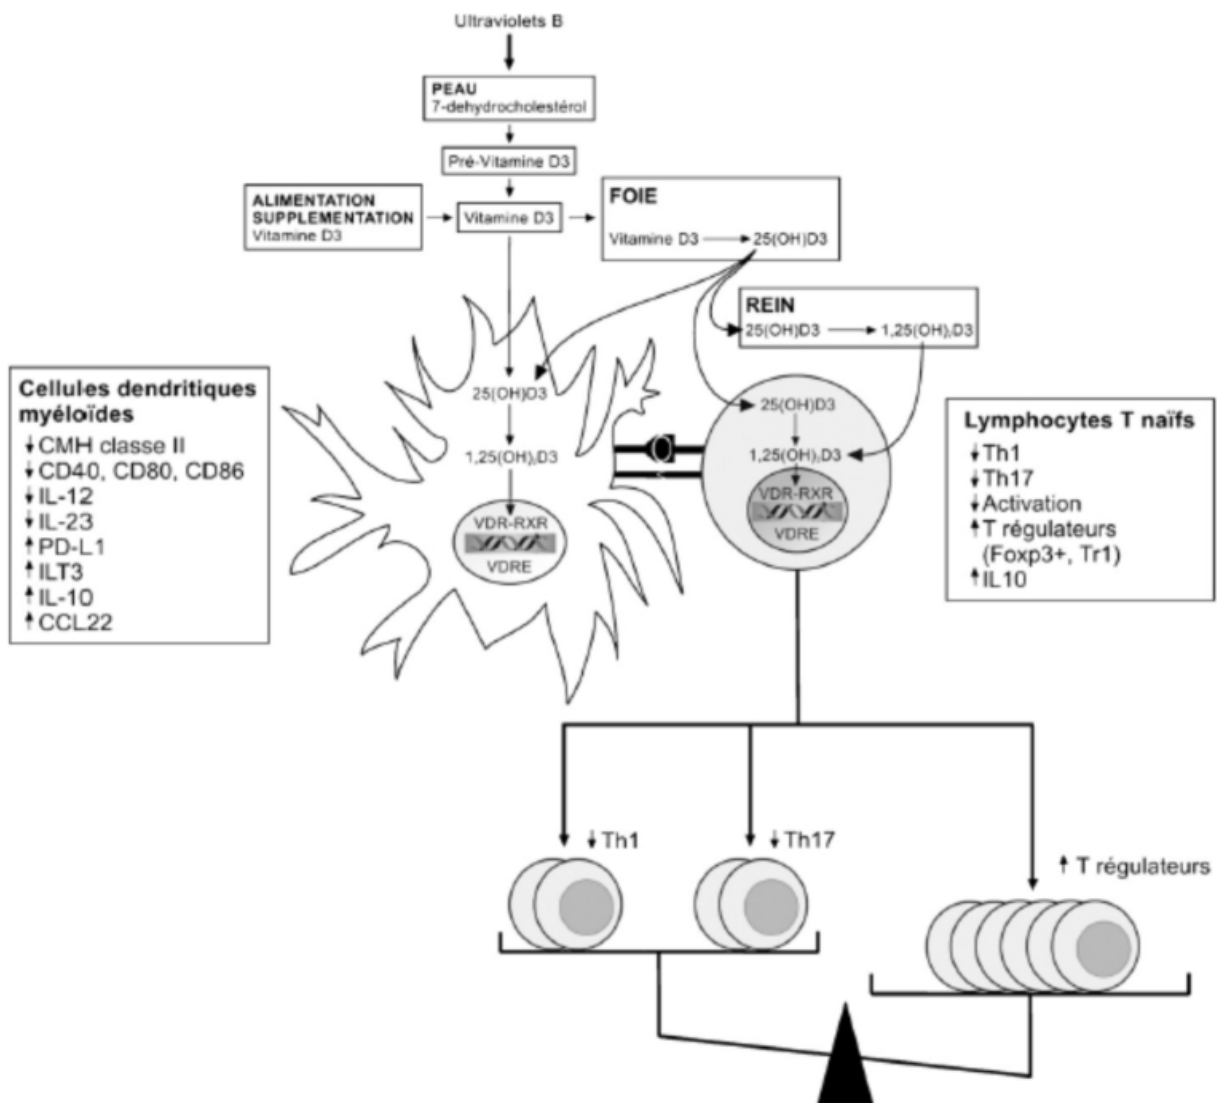 Ultraviolets B
PEAU
7-dehydrocholestérol
Pré-Vitamine D3
ALIMENTATION
SUPPLEMENTATION
Vitamine D3
Vitamine D3
FOIE
Vitamine D3 → 25(OH)D3
REIN
25(OH)D3 → 1,25(OH),D3
Cellules dendritiques
myéloïdes
↓CMH classe II
↓CD40, CD80, CD86
↓IL-12
↓IL-23
↑PD-L1
↑ILT3
↑IL-10
↑CCL22
25(OH)D3
1,25(OH),D3
VDR-RXR
VDRE
25(OH)D3
1,25(OH),D3
VDR-RXR
VDRE
Lymphocytes T naïfs
↓Th1
↓Th17
↓Activation
↑T régulateurs
(Foxp3+, Tr1)
↑IL10
↓Th1
↓Th17
↑ T régulateurs